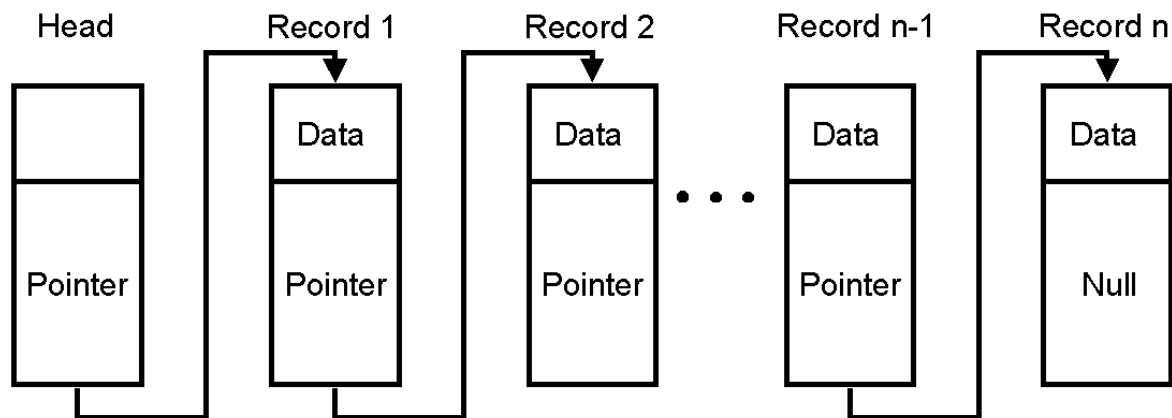 Head Record 1 Record 2 Record n-1 Record n
Data Data Data Data
Pointer Pointer Pointer Pointer Null